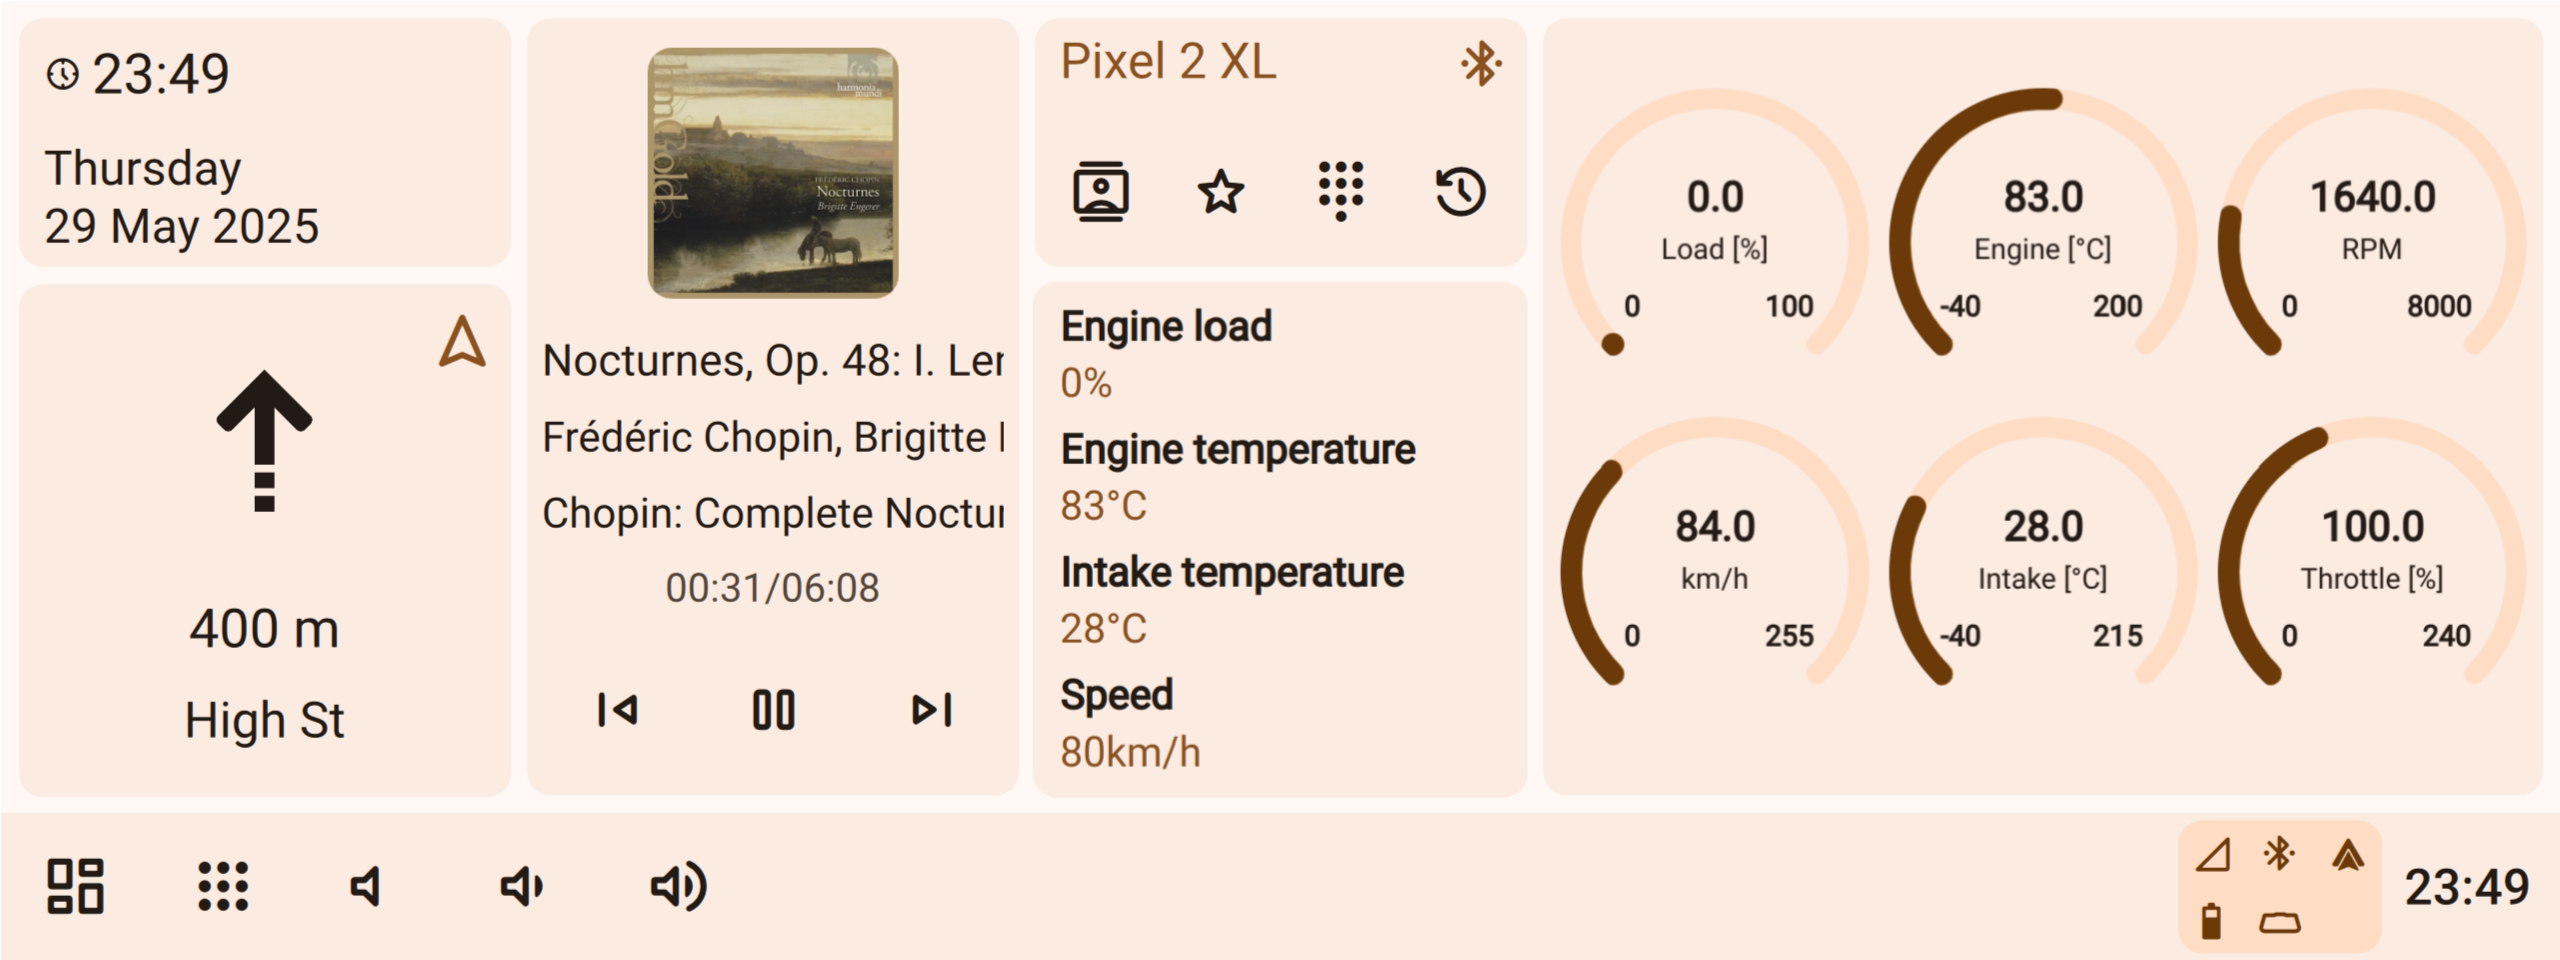 23:49
Thursday
29 May 2025
400 m
High St
harmonia
mundi
FRÉDÉRIC CHOPIN
Nocturnes
Brigitte Engerer
Nocturnes, Op. 48: I. Ler
Frédéric Chopin, Brigitte
Chopin: Complete Noctur
00:31/06:08
Pixel 2 XL
Engine load
0%
Engine temperature
83°C
Intake temperature
28°C
Speed
80km/h
0.0
Load [%]
0 100
83.0
Engine [°C]
-40 200
1640.0
RPM
0 8000
84.0
km/h
0 255
28.0
Intake [°C]
-40 215
100.0
Throttle [%]
0 240
23:49